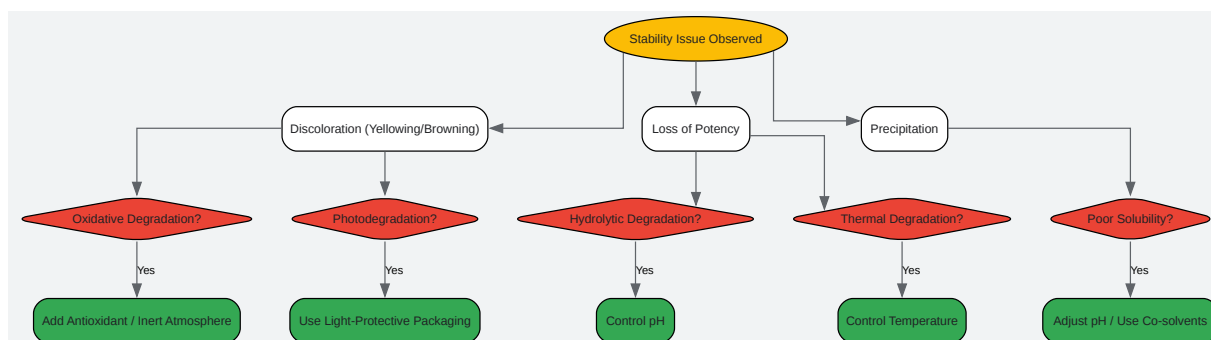 Stability Issue Observed
Discoloration (Yellowing/Browning)
Loss of Potency
Precipitation
Oxidative Degradation?
Photodegradation?
Hydrolytic Degradation?
Thermal Degradation?
Poor Solubility?
Yes
Yes
Yes
Yes
Yes
Add Antioxidant / Inert Atmosphere
Use Light-Protective Packaging
Control pH
Control Temperature
Adjust pH / Use Co-solvents